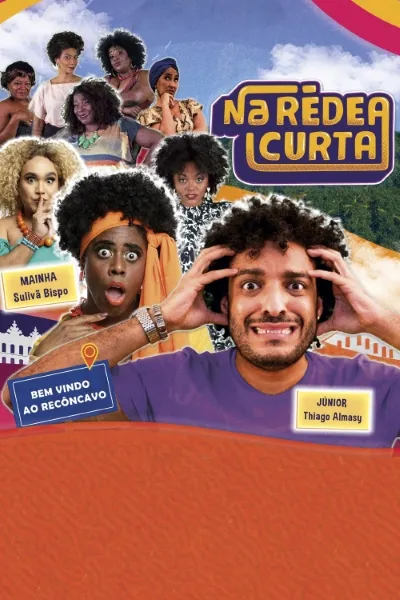 NA RÉDEA
CURTA
MAINHA
Sulivã Bispo
BEM VINDO
AO RECÔNCAVO
JÚNIOR
Thiago Almasy